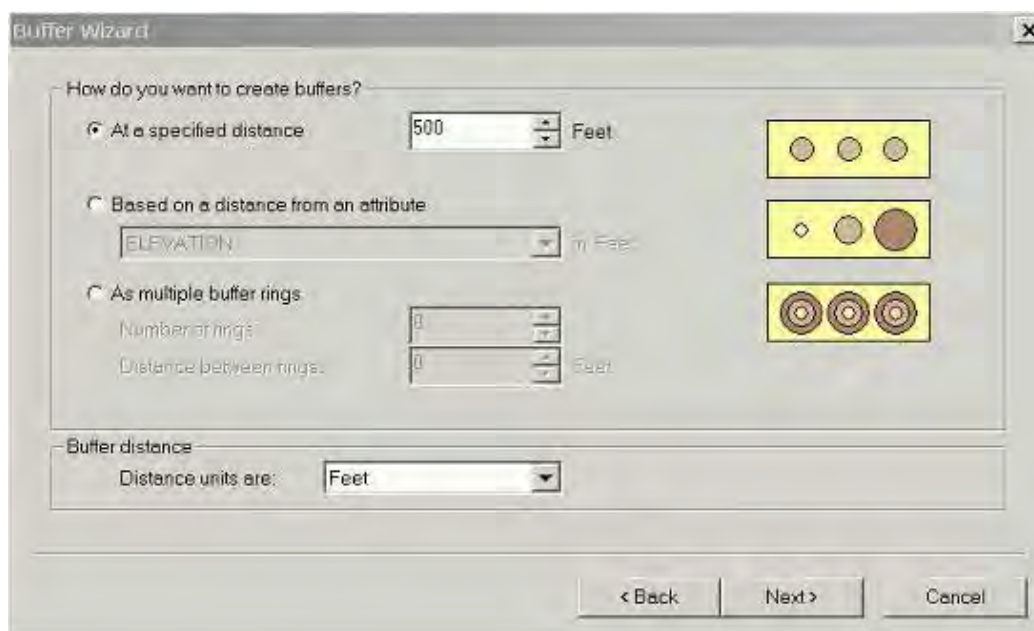 Buffer Wizard
How do you want to create buffers?
At a specified distance 500 Feet
Based on a distance from an attribute
ELEVATION in Feet
As multiple buffer rings
Number of rings:
Distance between rings: Feet
Buffer distance
Distance units are: Feet
< Back Next > Cancel